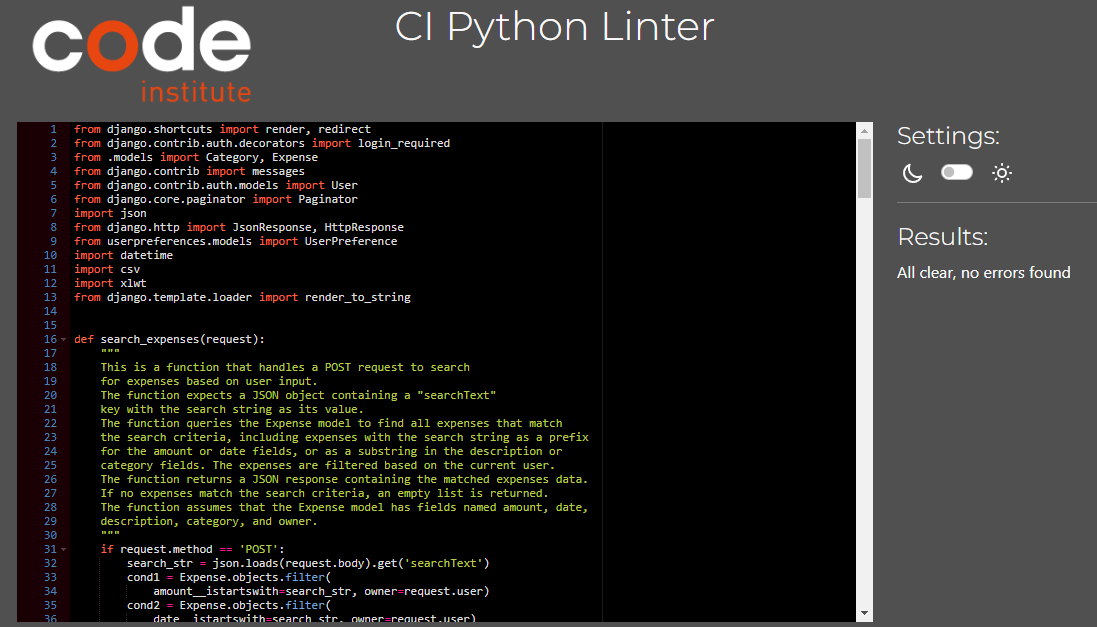 code
institute
CI Python Linter
1 from django.shortcuts import render, redirect
2 from django.contrib.auth.decorators import login_required
3 from .models import Category, Expense
4 from django.contrib import messages
5 from django.contrib.auth.models import User
6 from django.core.paginator import Paginator
7 import json
8 from django.http import JsonResponse, HttpResponse
9 from userpreferences.models import UserPreference
10 import datetime
11 import csv
12 import xlwt
13 from django.template.loader import render_to_string
14
15
16 def search_expenses(request):
17     """
18     This is a function that handles a POST request to search
19     for expenses based on user input.
20     The function expects a JSON object containing a "searchText"
21     key with the search string as its value.
22     The function queries the Expense model to find all expenses that match
23     the search criteria, including expenses with the search string as a prefix
24     for the amount or date fields, or as a substring in the description or
25     category fields. The expenses are filtered based on the current user.
26     The function returns a JSON response containing the matched expenses data.
27     If no expenses match the search criteria, an empty list is returned.
28     The function assumes that the Expense model has fields named amount, date,
29     description, category, and owner.
30     """
31     if request.method == 'POST':
32         search_str = json.loads(request.body).get('searchText')
33         cond1 = Expense.objects.filter(
34             amount__istartswith=search_str, owner=request.user)
35         cond2 = Expense.objects.filter(
36             date__istartswith=search_str, owner=request.user)
Settings:
Results:
All clear, no errors found